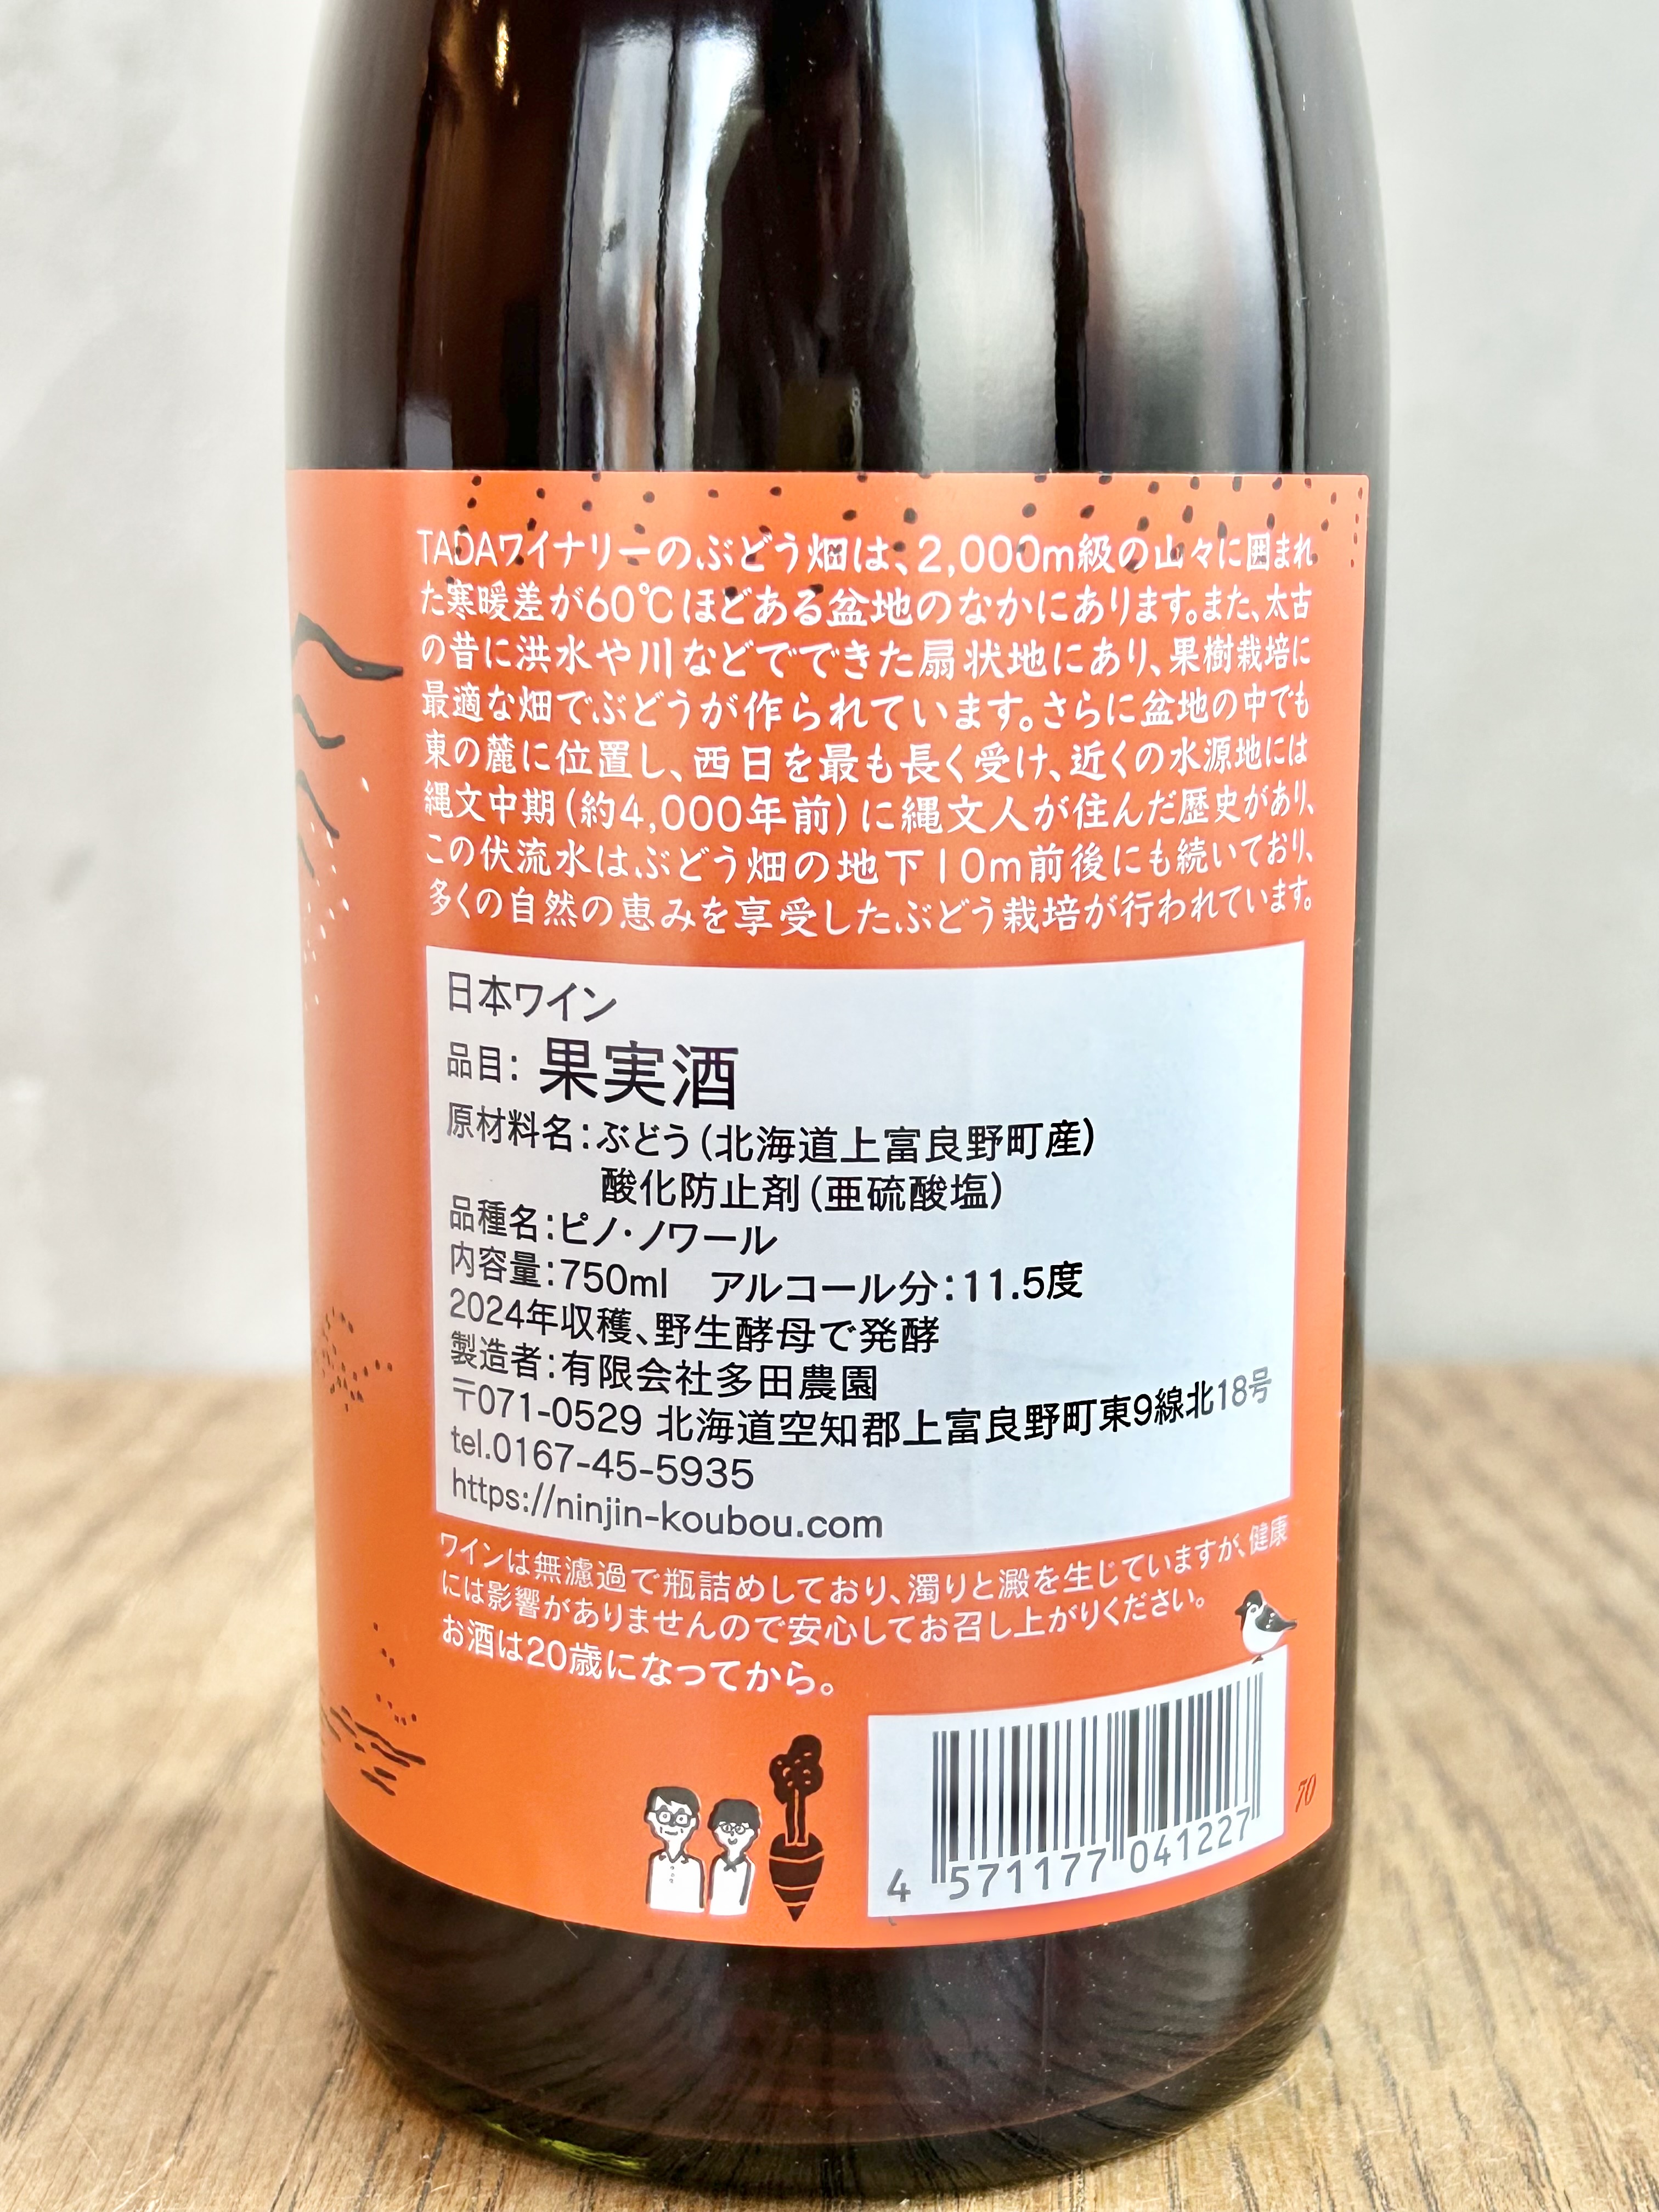 TADAワイナリーのぶどう畑は、2,000m級の山々に囲まれ
た寒暖差が60℃ほどある盆地のなかにあります。また、太古
の昔に洪水や川などでできた扇状地にあり、果樹栽培に
最適な畑でぶどうが作られています。さらに盆地の中でも
東の麓に位置し、西日を最も長く受け、近くの水源地には
縄文中期(約4,000年前)に縄文人が住んだ歴史があり、
この伏流水はぶどう畑の地下10m前後にも続いており、
多くの自然の恵みを享受したぶどう栽培が行われています。
日本ワイン
品目: 果実酒
原材料名:ぶどう(北海道上富良野町産)
酸化防止剤(亜硫酸塩)
品種名:ピノ・ノワール
内容量:750ml アルコール分:11.5度
2024年収穫、野生酵母で発酵
製造者:有限会社多田農園
〒071-0529 北海道空知郡上富良野町東9線北18号
tel.0167-45-5935
https://ninjin-koubou.com
ワインは無濾過で瓶詰めしており、濁りと澱を生じていますが、健康
には影響がありませんので安心してお召し上がりください。
お酒は20歳になってから。
4 571177 041227
70